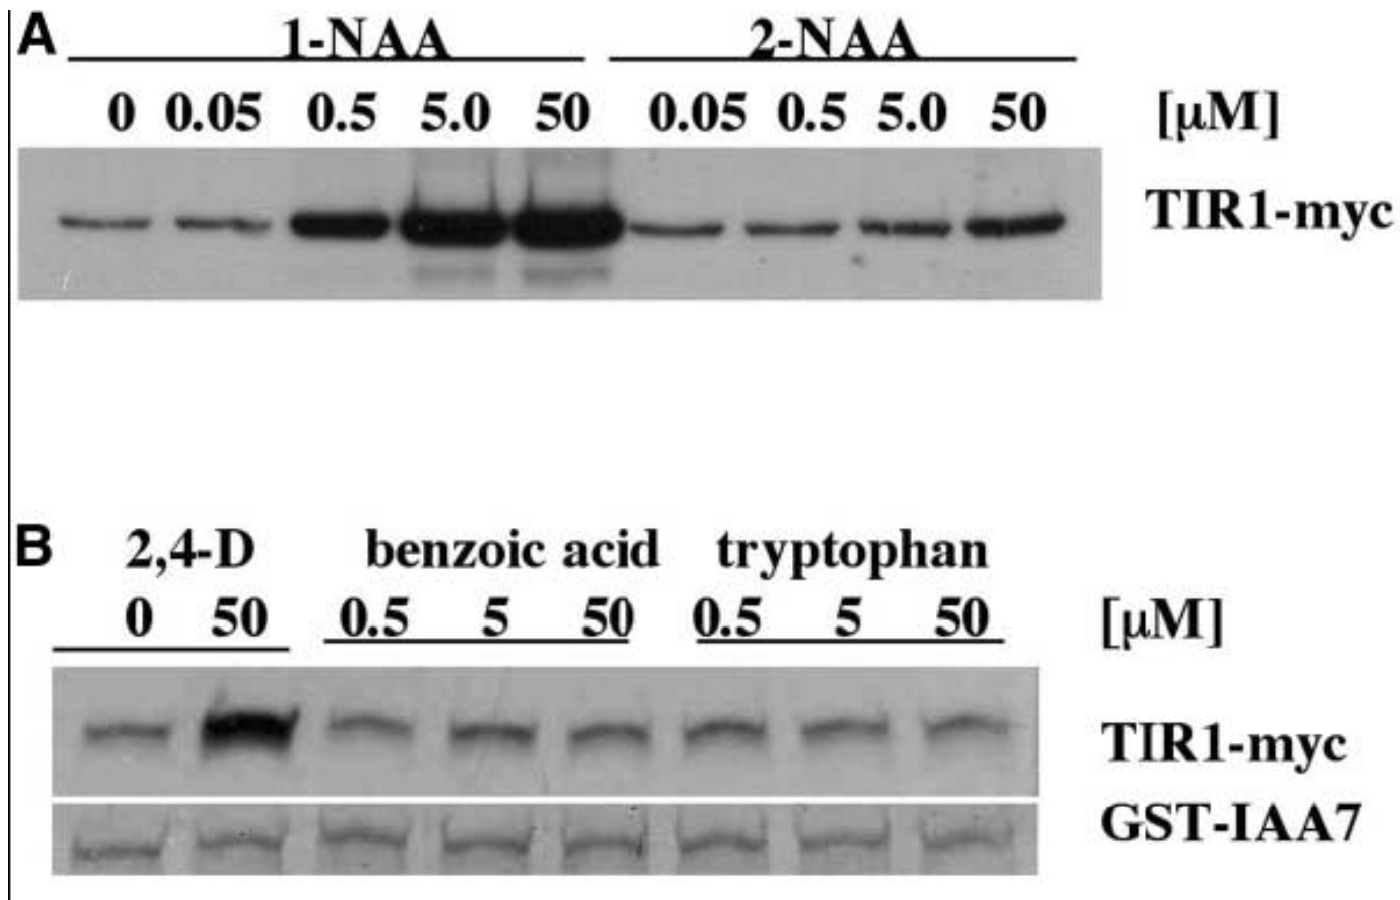 A 1-NAA 2-NAA
0 0.05 0.5 5.0 50 0.05 0.5 5.0 50 [μM]
TIR1-myc
B 2,4-D benzoic acid tryptophan
0 50 0.5 5 50 0.5 5 50 [μM]
TIR1-myc
GST-IAA7